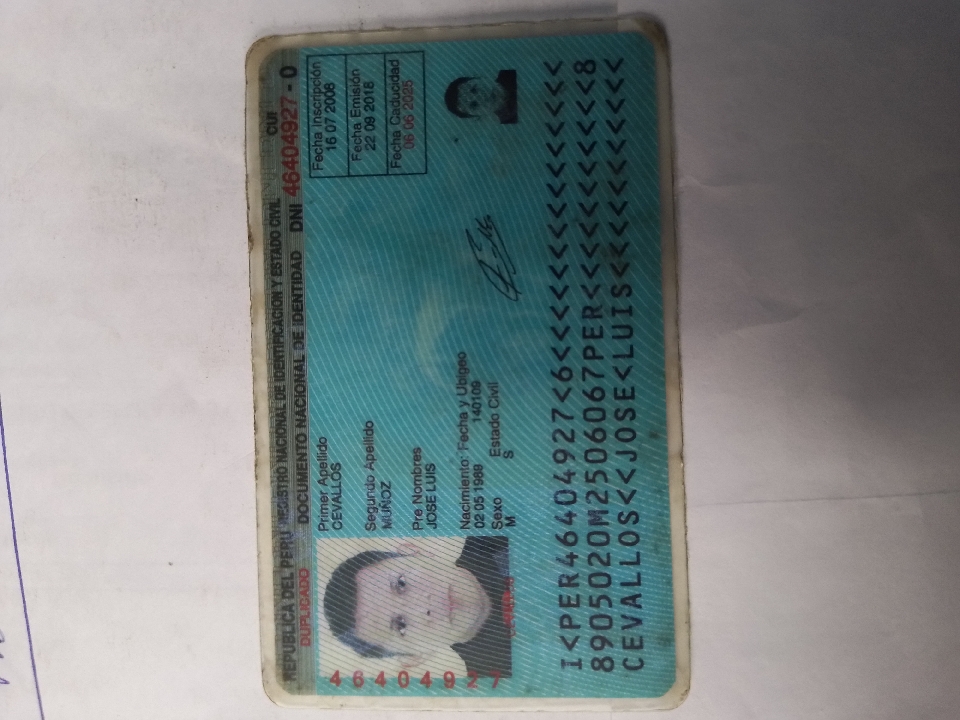 REPUBLICA DEL PERU REGISTRO NACIONAL DE IDENTIFICACION Y ESTADO CIVIL CUI
DUPLICADO DOCUMENTO NACIONAL DE IDENTIDAD DNI 46404927 - 0
Primer Apellido
CEVALLOS
Segundo Apellido
MUÑOZ
Pre Nombres
JOSE LUIS
Nacimiento: Fecha y Ubigeo
02 05 1989 140109
Sexo Estado Civil
M S
Fecha Inscripción
16 07 2008
Fecha Emisión
22 09 2018
Fecha Caducidad
06 06 2025
46404927
I<PER46404927<6<<<<<<<<<<<<<<<
8905020M2506067PER<<<<<<<<<<<8
CEVALLOS<<JOSE<LUIS<<<<<<<<<<<